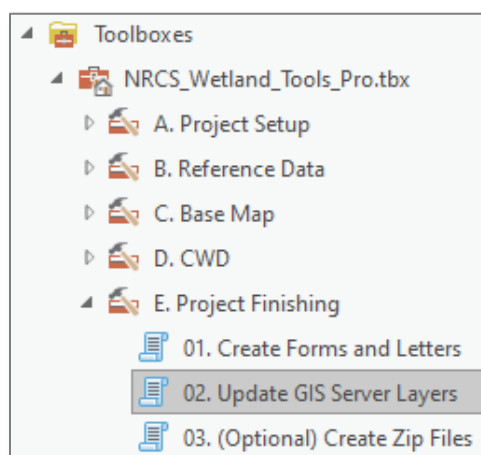 Toolboxes
NRCS_Wetland_Tools_Pro.tbx
A. Project Setup
B. Reference Data
C. Base Map
D. CWD
E. Project Finishing
01. Create Forms and Letters
02. Update GIS Server Layers
03. (Optional) Create Zip Files